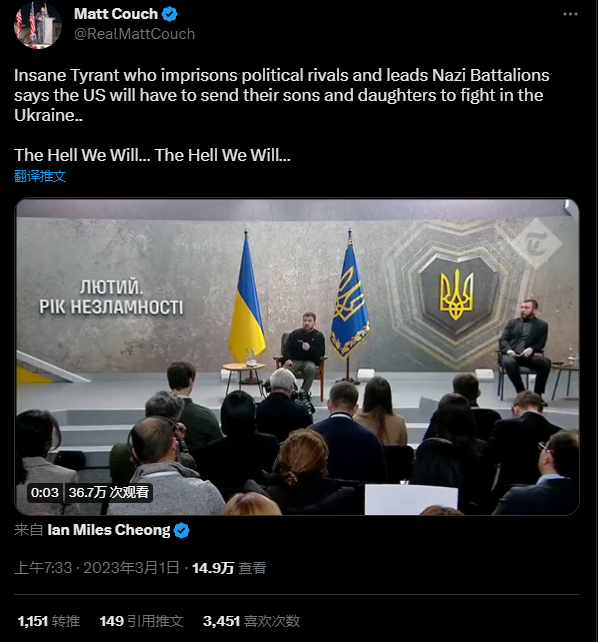 Matt Couch
@RealMattCouch
Insane Tyrant who imprisons political rivals and leads Nazi Battalions
says the US will have to send their sons and daughters to fight in the
Ukraine..
The Hell We Will... The Hell We Will...
翻译推文
T
ЛЮТИЙ.
РІК НЕЗЛАМНОСТІ
0:03 36.7万 次观看
来自 Ian Miles Cheong
上午7:33 · 2023年3月1日 · 14.9万 查看
1,151 转推 149 引用推文 3,451 喜欢次数